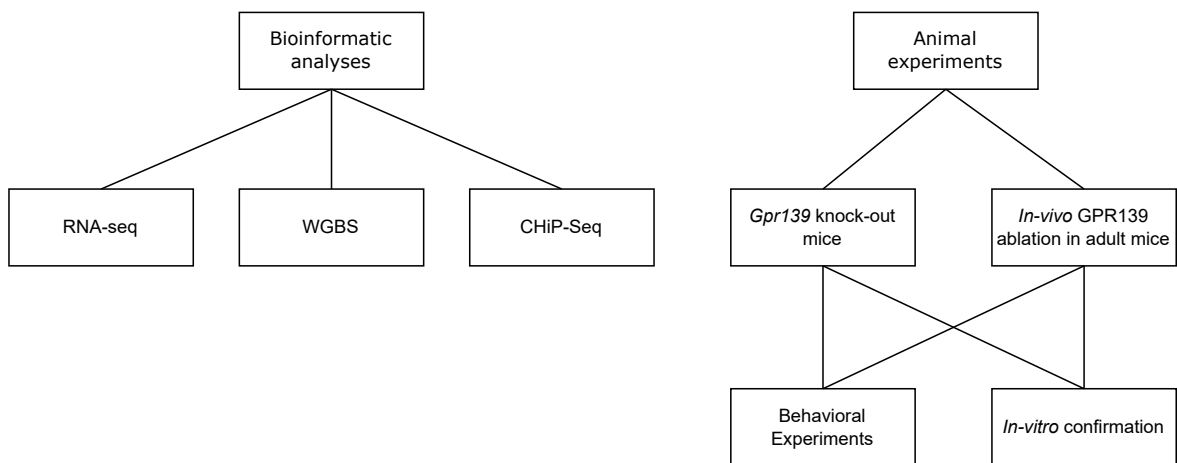 Bioinformatic
analyses
Animal
experiments
RNA-seq
WGBS
CHiP-Seq
Gpr139 knock-out
mice
In-vivo GPR139
ablation in adult mice
Behavioral
Experiments
In-vitro confirmation